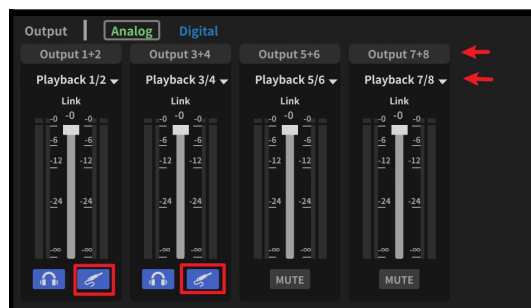 Output Analog Digital
Output 1+2 Output 3+4 Output 5+6 Output 7+8
Playback 1/2 Playback 3/4 Playback 5/6 Playback 7/8
Link Link Link Link
-0 -0 -0 -0 -0 -0 -0 -0 -0 -0 -0 -0
-6 -6 -6 -6 -6 -6 -6 -6
-12 -12 -12 -12 -12 -12 -12 -12
-24 -24 -24 -24 -24 -24 -24 -24
-∞ -∞ -∞ -∞ -∞ -∞ -∞ -∞
MUTE MUTE